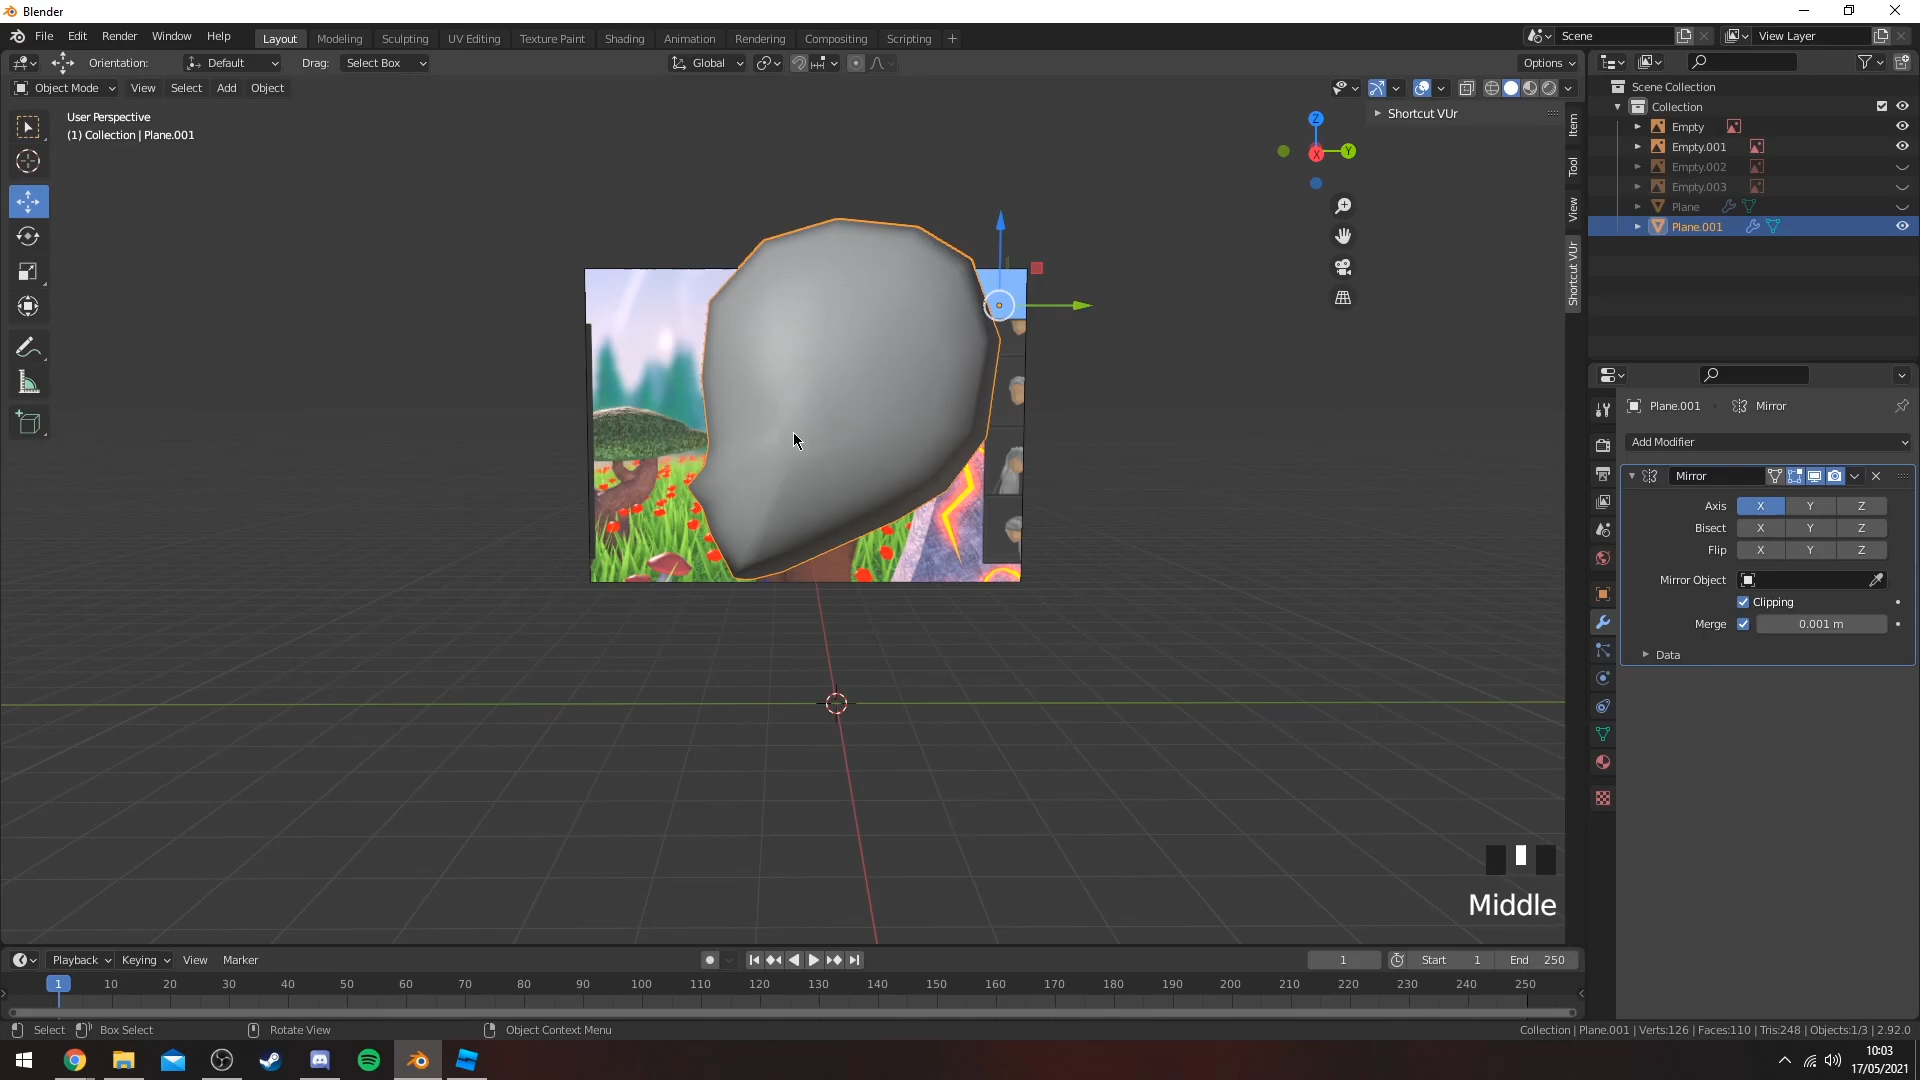 Blender
File Edit Render Window Help
Layout Modeling Sculpting UV Editing Texture Paint Shading Animation Rendering Compositing Scripting +
Scene
View Layer
Orientation: Default Drag: Select Box
Global
Options
Object Mode View Select Add Object
User Perspective
(1) Collection | Plane.001
Shortcut VUr
Z
Y
X
Item
Tool
View
Shortcut VUr
Scene Collection
Collection
Empty
Empty.001
Empty.002
Empty.003
Plane
Plane.001
Plane.001 Mirror
Add Modifier
Mirror
Axis X Y Z
Bisect X Y Z
Flip X Y Z
Mirror Object
Clipping
Merge 0.001 m
Data
Middle
Playback Keying View Marker
1 Start 1 End 250
1 10 20 30 40 50 60 70 80 90 100 110 120 130 140 150 160 170 180 190 200 210 220 230 240 250
Select Box Select Rotate View Object Context Menu
Collection | Plane.001 | Verts:126 | Faces:110 | Tris:248 | Objects:1/3 | 2.92.0
10:03
17/05/2021